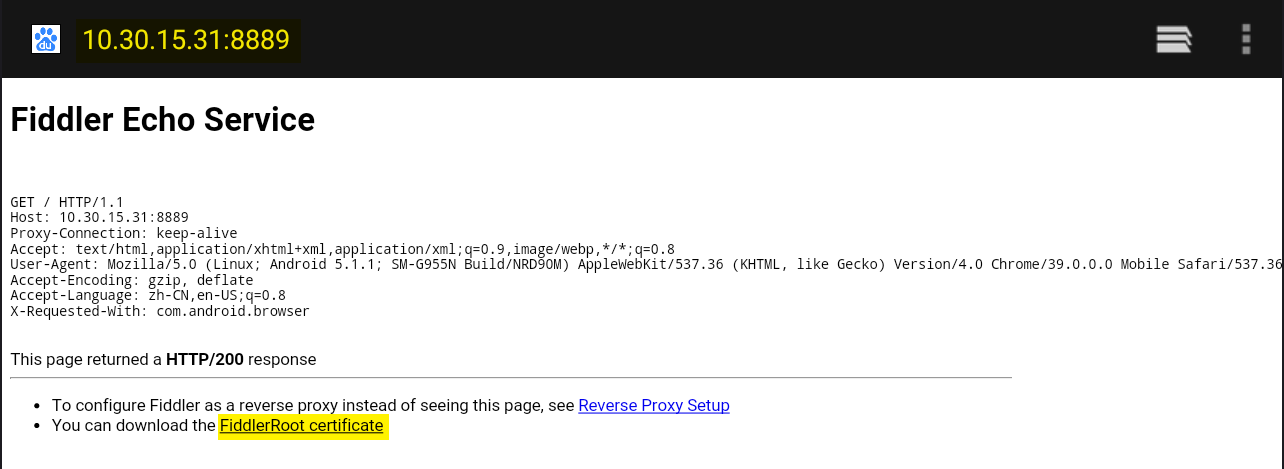 du
10.30.15.31:8889
Fiddler Echo Service
GET / HTTP/1.1
Host: 10.30.15.31:8889
Proxy-Connection: keep-alive
Accept: text/html,application/xhtml+xml,application/xml;q=0.9,image/webp,*/*;q=0.8
User-Agent: Mozilla/5.0 (Linux; Android 5.1.1; SM-G955N Build/NRD90M) AppleWebKit/537.36 (KHTML, like Gecko) Version/4.0 Chrome/39.0.0.0 Mobile Safari/537.36
Accept-Encoding: gzip, deflate
Accept-Language: zh-CN,en-US;q=0.8
X-Requested-With: com.android.browser
This page returned a HTTP/200 response
• To configure Fiddler as a reverse proxy instead of seeing this page, see Reverse Proxy Setup
• You can download the FiddlerRoot certificate